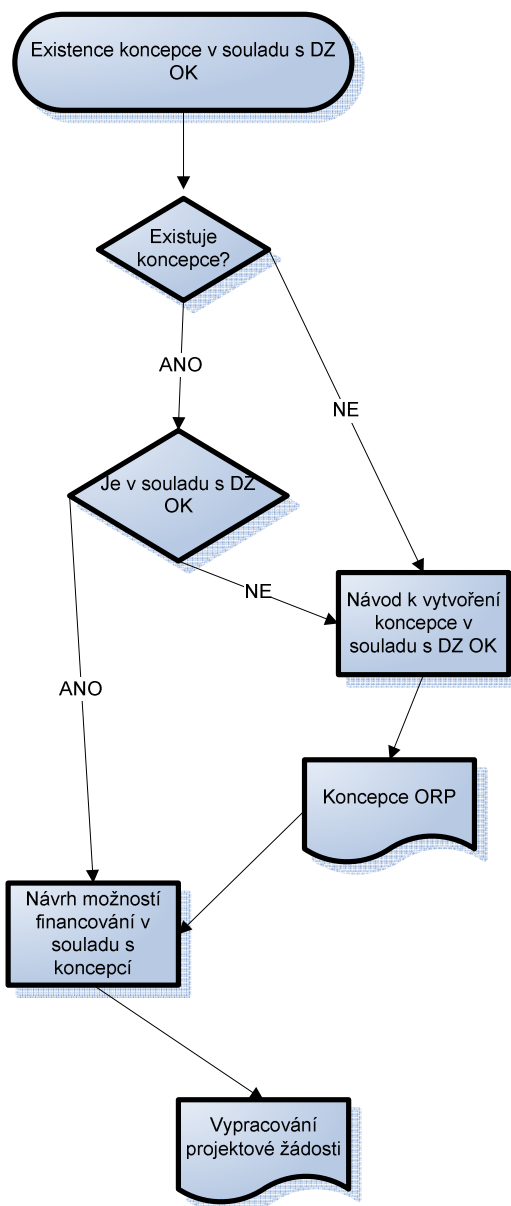 Existence koncepce v souladu s DZ
OK
Existuje
koncepce?
ANO
NE
Je v souladu s DZ
OK
NE
Návod k vytvoření
koncepce v
souladu s DZ OK
ANO
Koncepce ORP
Návrh možností
financování v
souladu s
koncepcí
Vypracování
projektové žádosti